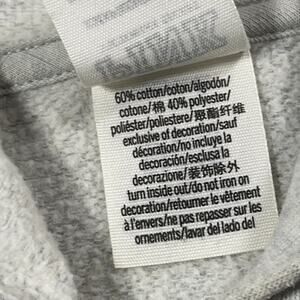 60% cotton/coton/algodón/
cotone/棉 40% polyester/
poliéster/poliestere/聚酯纤维
exclusive of decoration/sauf
décoration/no incluye la
decoración/esclusa la
decorazione/装饰除外
turn inside out/do not iron on
decoration/retourner le vêtement
à l'envers/ne pas repasser sur les
ornements/lavar del lado del